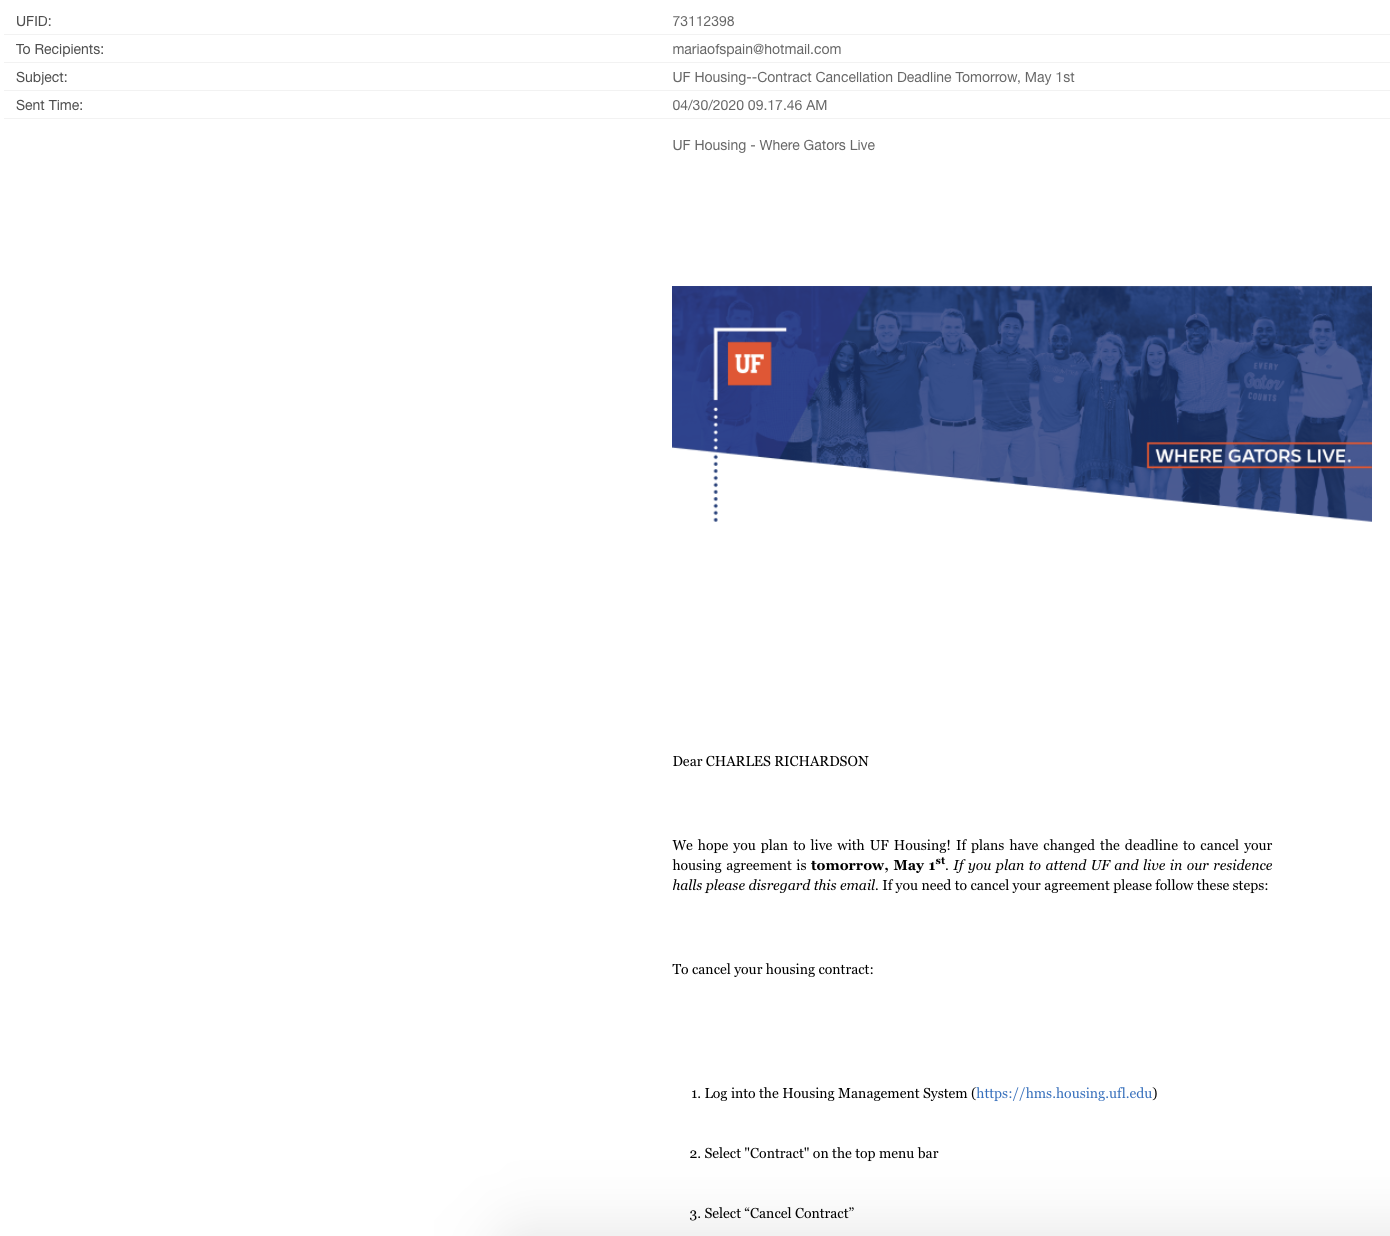 UFID: 73112398
To Recipients: mariaofspain@hotmail.com
Subject: UF Housing--Contract Cancellation Deadline Tomorrow, May 1st
Sent Time: 04/30/2020 09.17.46 AM
UF Housing - Where Gators Live
UF
EVERY
Gator
COUNTS
WHERE GATORS LIVE.
Dear CHARLES RICHARDSON
We hope you plan to live with UF Housing! If plans have changed the deadline to cancel your
housing agreement is tomorrow, May 1st. If you plan to attend UF and live in our residence
halls please disregard this email. If you need to cancel your agreement please follow these steps:
To cancel your housing contract:
1. Log into the Housing Management System (https://hms.housing.ufl.edu)
2. Select "Contract" on the top menu bar
3. Select “Cancel Contract”